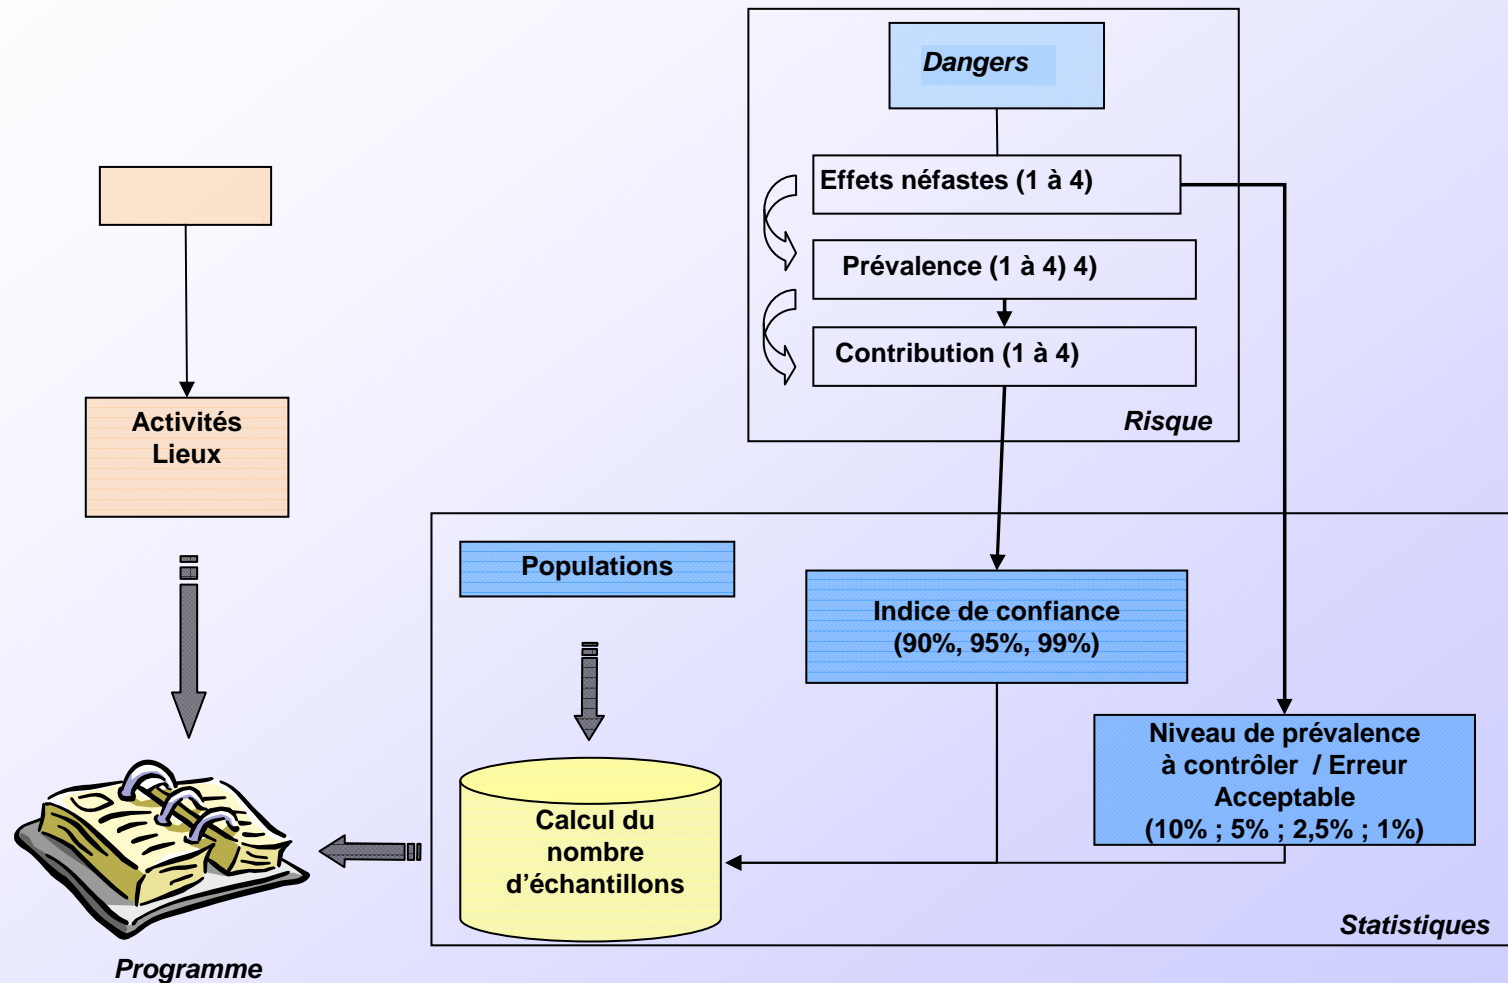 Dangers
Effets néfastes (1 à 4)
Prévalence (1 à 4) 4)
Contribution (1 à 4)
Risque
Activités
Lieux
Populations
Indice de confiance
(90%, 95%, 99%)
Niveau de prévalence
à contrôler / Erreur
Acceptable
(10% ; 5% ; 2,5% ; 1%)
Calcul du
nombre
d’échantillons
Statistiques
Programme